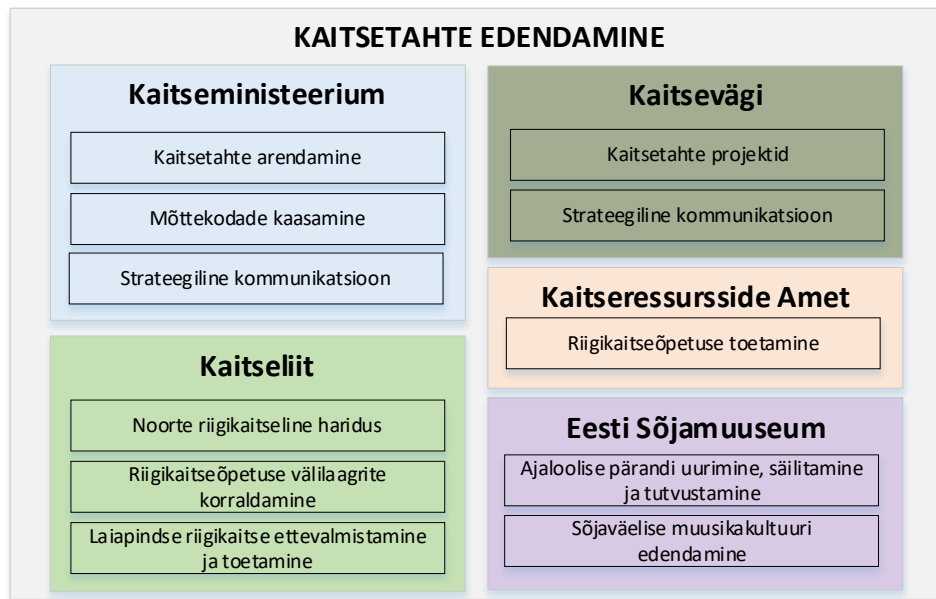 KAITSETAHTE EDENDAMINE
Kaitseministeerium
Kaitsetahte arendamine
Mõttekodade kaasamine
Strateegiline kommunikatsioon
Kaitseliit
Noorte riigikaitseline haridus
Riigikaitseõpetuse välilaagrite
korraldamine
Laiapindse riigikaitse ettevalmistamine
ja toetamine
Kaitsevägi
Kaitsetahte projektid
Strateegiline kommunikatsioon
Kaitseressursside Amet
Riigikaitseõpetuse toetamine
Eesti Sõjamuuseum
Ajaloolise pärandi uurimine, säilitamine
ja tutvustamine
Sõjaväelise muusikakultuuri
edendamine